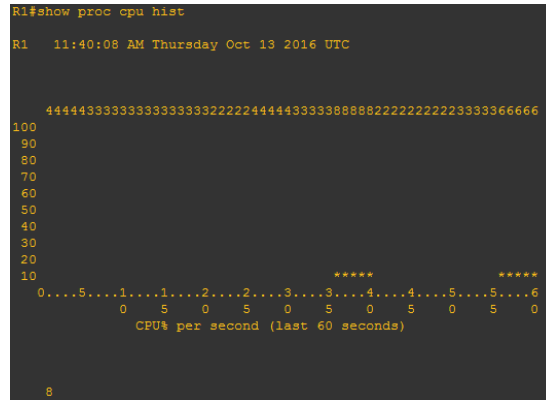 R1#show proc cpu hist
R1   11:40:08 AM Thursday Oct 13 2016 UTC
    44444333333333333332222244444333338888822222222223333366666
100
 90
 80
 70
 60
 50
 40
 30
 20
 10                                    *****                *****
   0....5....1....1....2....2....3....3....4....4....5....5....6
             0    5    0    5    0    5    0    5    0    5    0
               CPU% per second (last 60 seconds)
    8